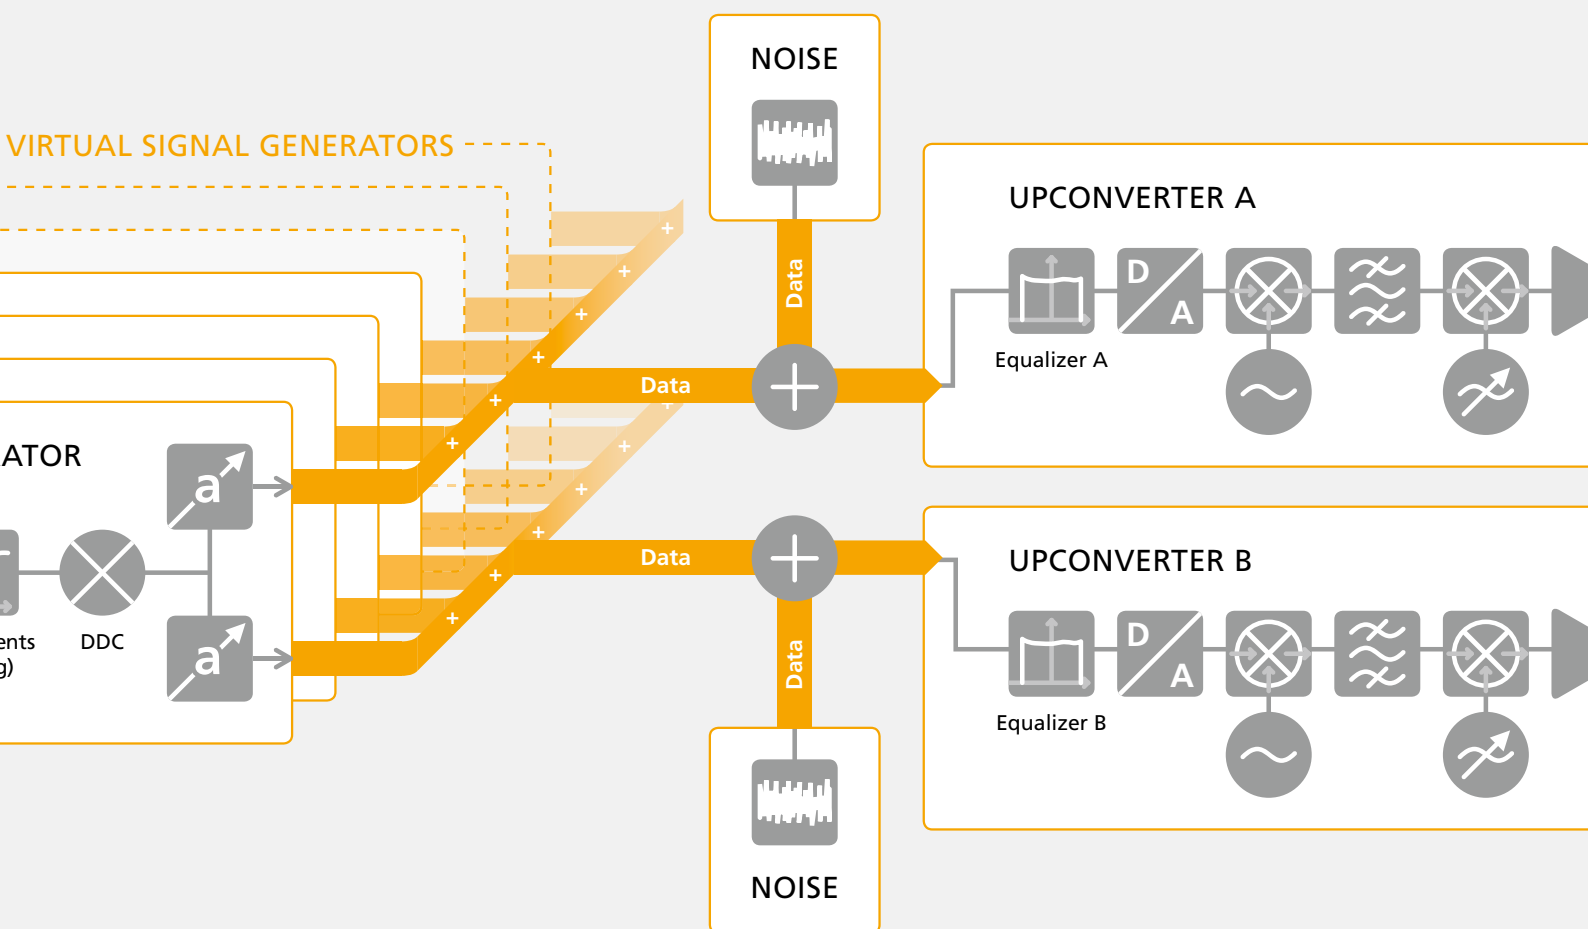 NOISE
VIRTUAL SIGNAL GENERATORS
UPCONVERTER A
Data
D
A
Equalizer A
Data
ATOR
a
Data
UPCONVERTER B
DDC
ents
g)
a
Data
D
A
Equalizer B
NOISE